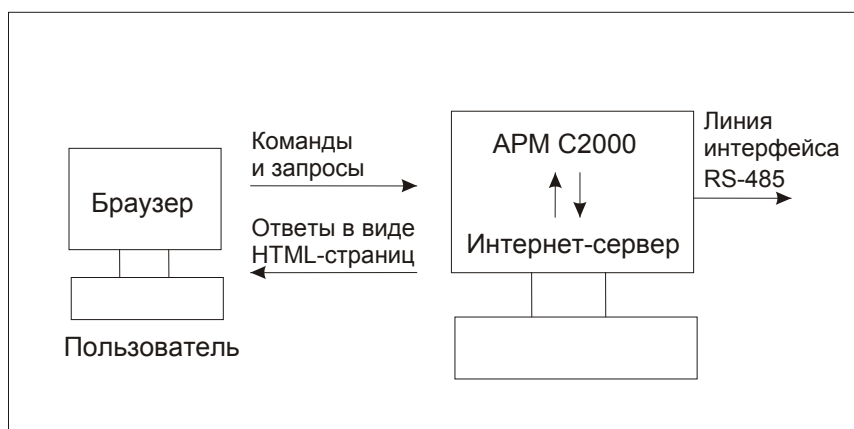 Браузер
Пользователь
Команды
и запросы
Ответы в виде
HTML-страниц
АРМ С2000
Интернет-сервер
Линия
интерфейса
RS-485